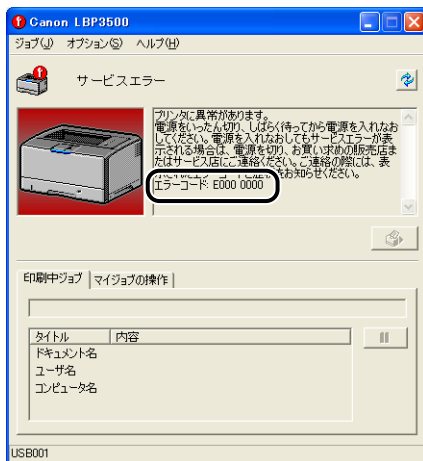 Canon LBP3500
ジョブ(J) オプション(S) ヘルプ(H)
サービスエラー
プリンタに異常があります。
電源をいったん切り、しばらく待ってから電源を入れなお
してください。電源を入れなおしてもサービスエラーが表
示される場合は、電源を切り、お買い求めの販売店ま
たはサービス店にご連絡ください。ご連絡の際には、表
をお知らせください。
エラーコード: E000 0000
印刷中ジョブ マイジョブの操作
タイトル 内容
ドキュメント名
ユーザ名
コンピュータ名
USB001